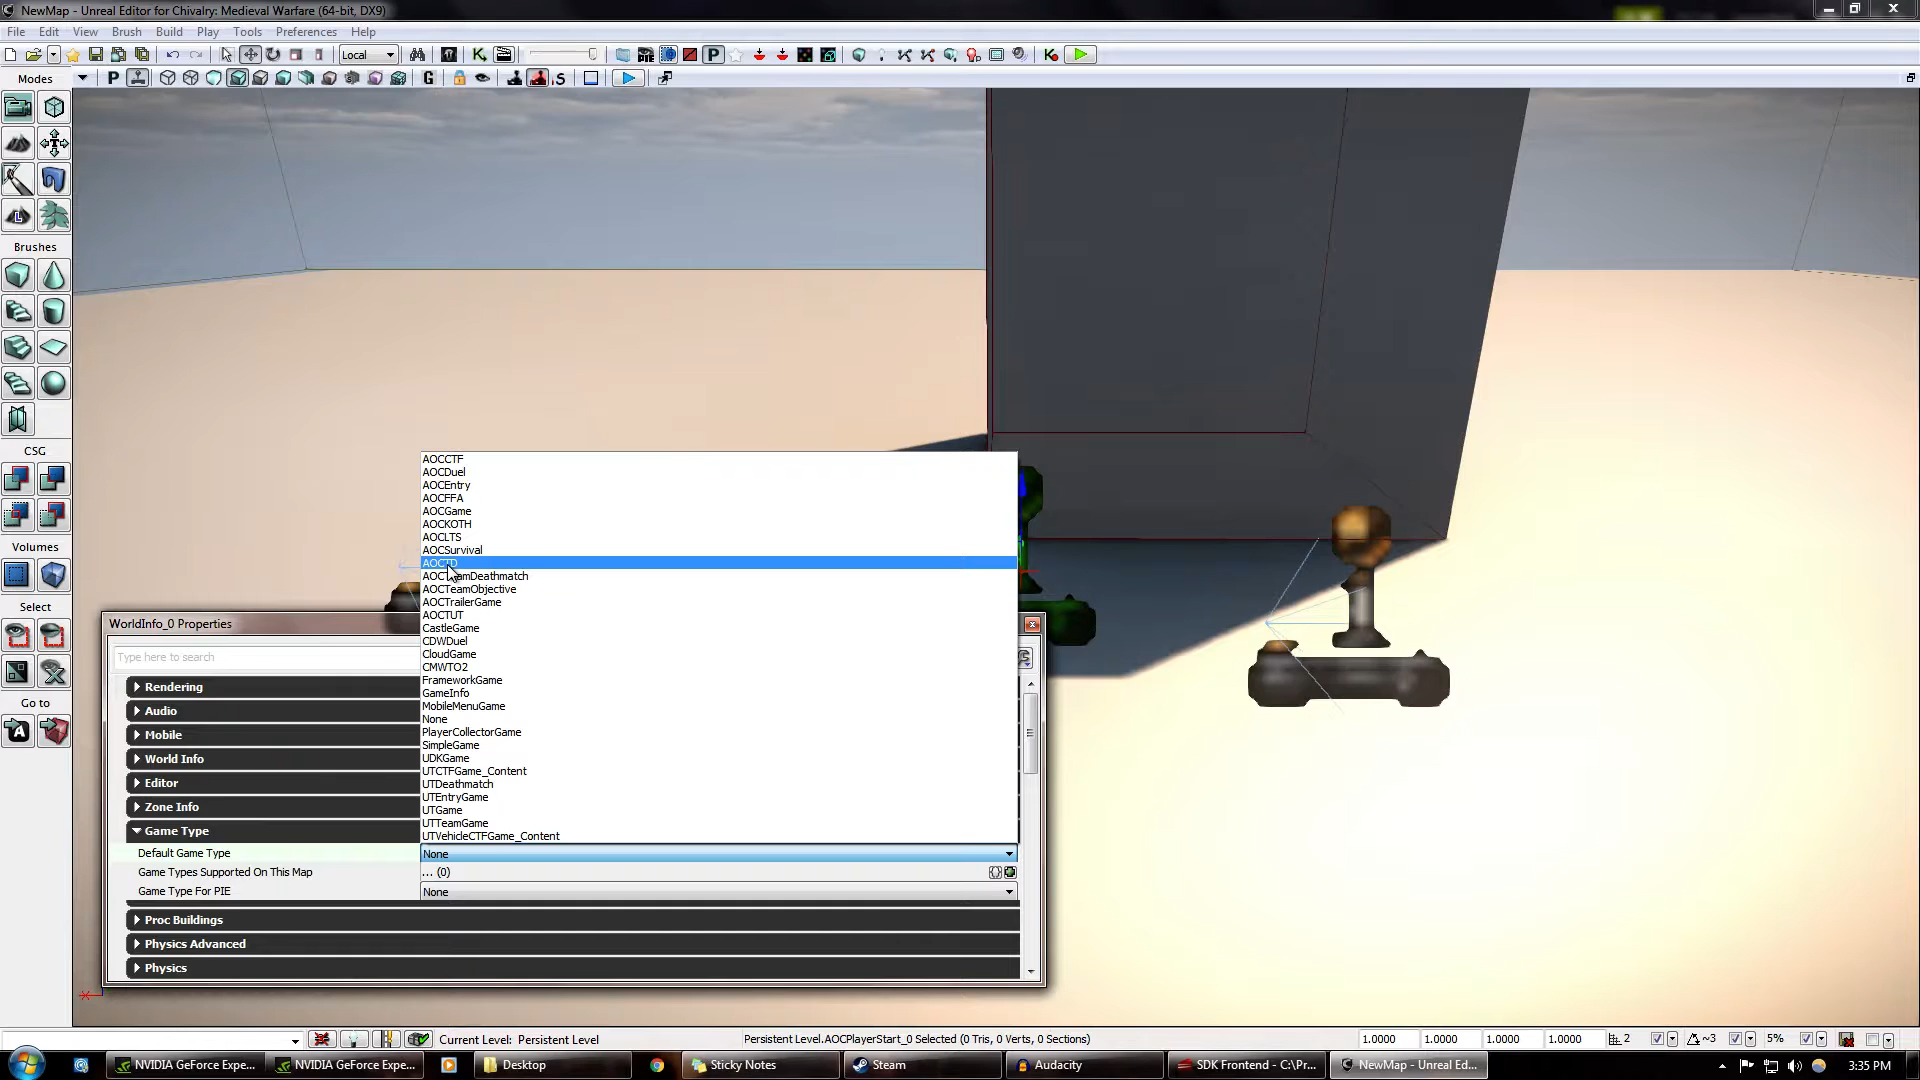 NewMap - Unreal Editor for Chivalry: Medieval Warfare (64-bit, DX9)
File Edit View Brush Build Play Tools Preferences Help
Local
Modes
P G S
Brushes
CSG
Volumes
Select
Go to
AOCCTF
AOCDuel
AOCEntry
AOCFFA
AOCGame
AOCKOTH
AOCLTS
AOCSurvival
AOCTD
AOCTeamDeathmatch
AOCTeamObjective
AOCTrailerGame
AOCTUT
CastleGame
CDWDuel
CloudGame
CMWTO2
FrameworkGame
GameInfo
MobileMenuGame
None
PlayerCollectorGame
SimpleGame
UDKGame
UTCTFGame_Content
UTDeathmatch
UTEntryGame
UTGame
UTTeamGame
UTVehicleCTFGame_Content
WorldInfo_0 Properties
Type here to search
Rendering
Audio
Mobile
World Info
Editor
Zone Info
Game Type
Default Game Type None
Game Types Supported On This Map ... (0)
Game Type For PIE None
Proc Buildings
Physics Advanced
Physics
Current Level: Persistent Level
Persistent Level.AOCPlayerStart_0 Selected (0 Tris, 0 Verts, 0 Sections)
1.0000 1.0000 1.0000 1.0000 2 ~3 5%
NVIDIA GeForce Expe... NVIDIA GeForce Expe... Desktop Sticky Notes Steam Audacity SDK Frontend - C:\Pr... NewMap - Unreal Ed... 3:35 PM